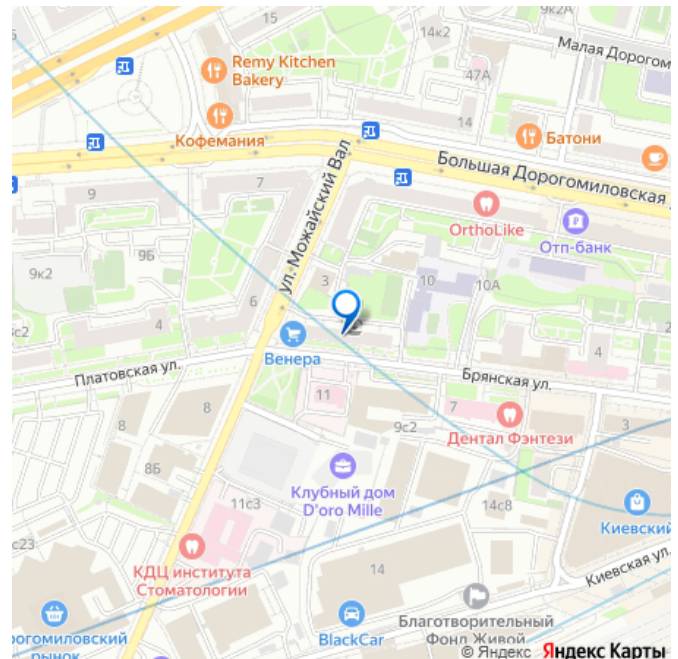 15
14к2
9к2А
Малая Дорогом
Remy Kitchen
Bakery
47А
14
Кофемания
Батони
Большая Дорогомиловская
9
7
ул. Можайский Вал
OrthoLike
Отп-банк
9Б
9к2
3
10
10А
6
3с2
4
Венера
4
Платовская ул.
Брянская ул.
11
8
8
7
9с2
3
Дентал Фэнтези
8Б
Клубный дом
D'oro Mille
11с3
14с8
Киевский
с23
КДЦ института
Стоматологии
14
Киевская ул.
Благотворительный
Фонд Живой
рогомиловский
рынок
BlackCar
© Яндекс Яндекс Карты